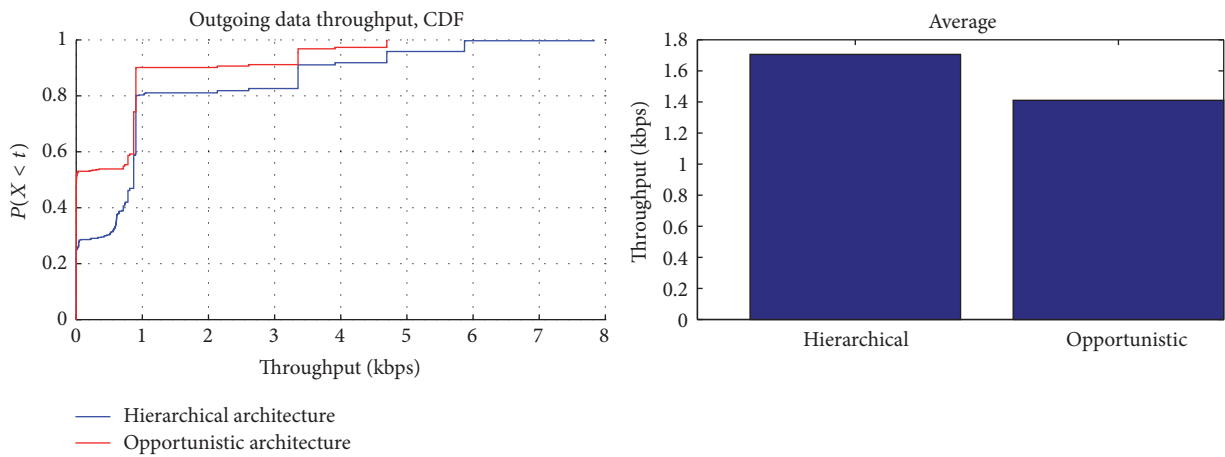 Outgoing data throughput, CDF
1
0.8
0.6
0.4
0.2
0
P(X < t)
0 1 2 3 4 5 6 7 8
Throughput (kbps)
Hierarchical architecture
Opportunistic architecture
Average
1.8
1.6
1.4
1.2
1
0.8
0.6
0.4
0.2
0
Throughput (kbps)
Hierarchical Opportunistic